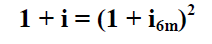 1 + i = (1 + i₆ₘ)²